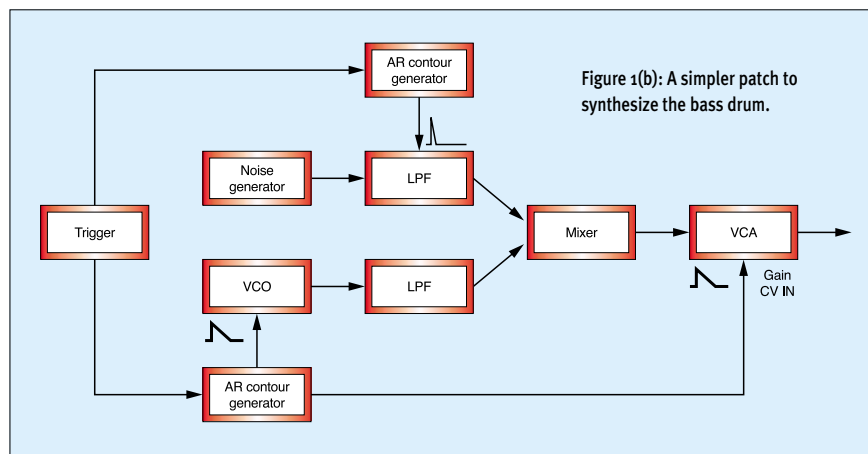 AR contour
generator
Figure 1(b): A simpler patch to
synthesize the bass drum.
Noise
generator
LPF
Trigger
Mixer
VCA
VCO
LPF
Gain
CV IN
AR contour
generator